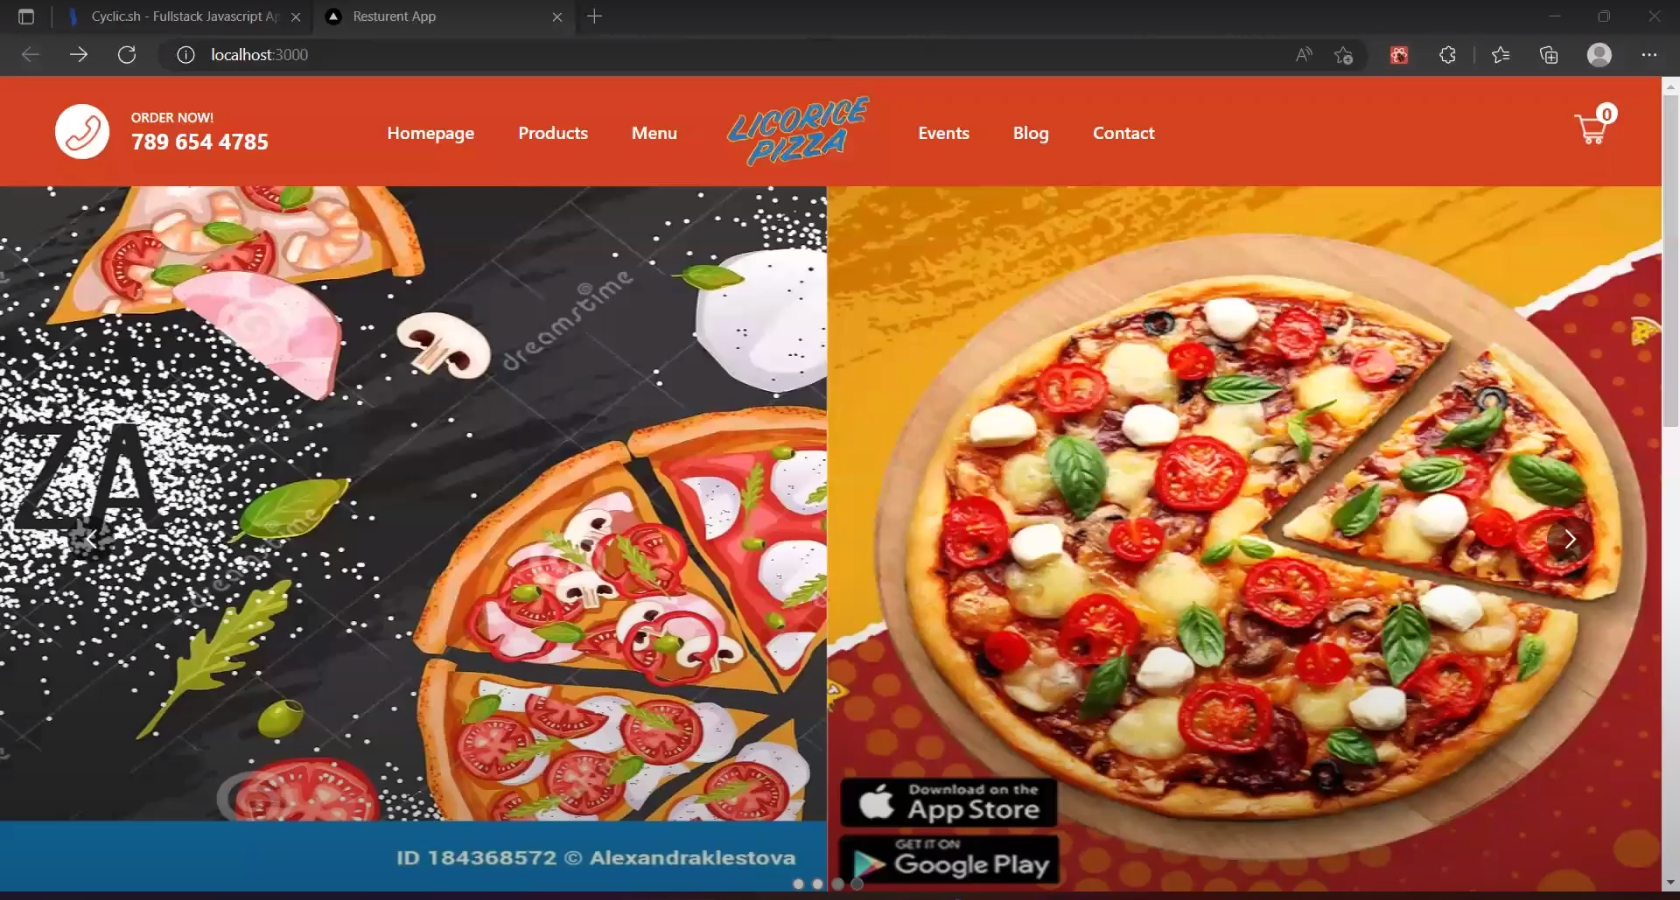 Cyclic.sh - Fullstack Javascript Ap
Resturent App
localhost:3000
ORDER NOW!
789 654 4785
Homepage
Products
Menu
LICORICE
PIZZA
Events
Blog
Contact
0
dreamstime
ZA
dreamstime
Download on the
App Store
GET IT ON
Google Play
ID 184368572 © Alexandraklestova